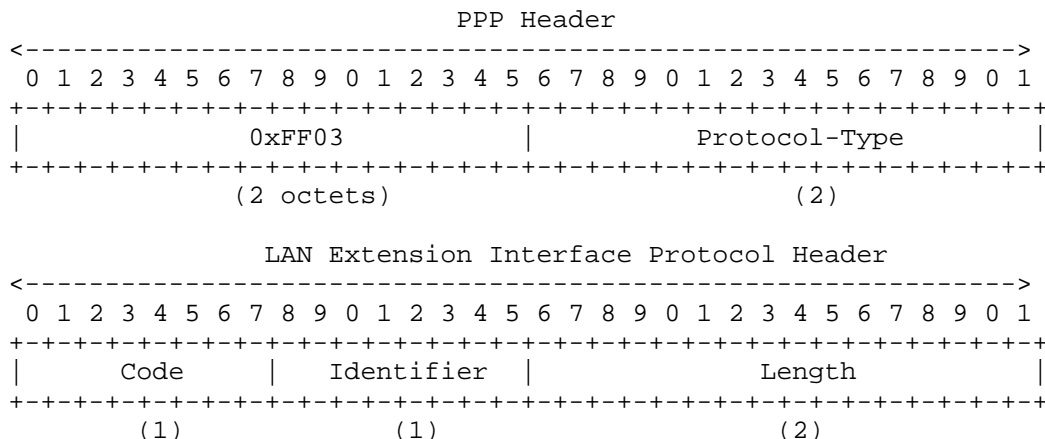 PPP Header
<-------------------------------------------------------------->
 0 1 2 3 4 5 6 7 8 9 0 1 2 3 4 5 6 7 8 9 0 1 2 3 4 5 6 7 8 9 0 1
+-+-+-+-+-+-+-+-+-+-+-+-+-+-+-+-+-+-+-+-+-+-+-+-+-+-+-+-+-+-+-+-+
|              0xFF03           |          Protocol-Type        |
+-+-+-+-+-+-+-+-+-+-+-+-+-+-+-+-+-+-+-+-+-+-+-+-+-+-+-+-+-+-+-+-+
              (2 octets)                         (2)
                LAN Extension Interface Protocol Header
<-------------------------------------------------------------->
 0 1 2 3 4 5 6 7 8 9 0 1 2 3 4 5 6 7 8 9 0 1 2 3 4 5 6 7 8 9 0 1
+-+-+-+-+-+-+-+-+-+-+-+-+-+-+-+-+-+-+-+-+-+-+-+-+-+-+-+-+-+-+-+-+
|      Code     |   Identifier  |              Length           |
+-+-+-+-+-+-+-+-+-+-+-+-+-+-+-+-+-+-+-+-+-+-+-+-+-+-+-+-+-+-+-+-+
        (1)             (1)                     (2)